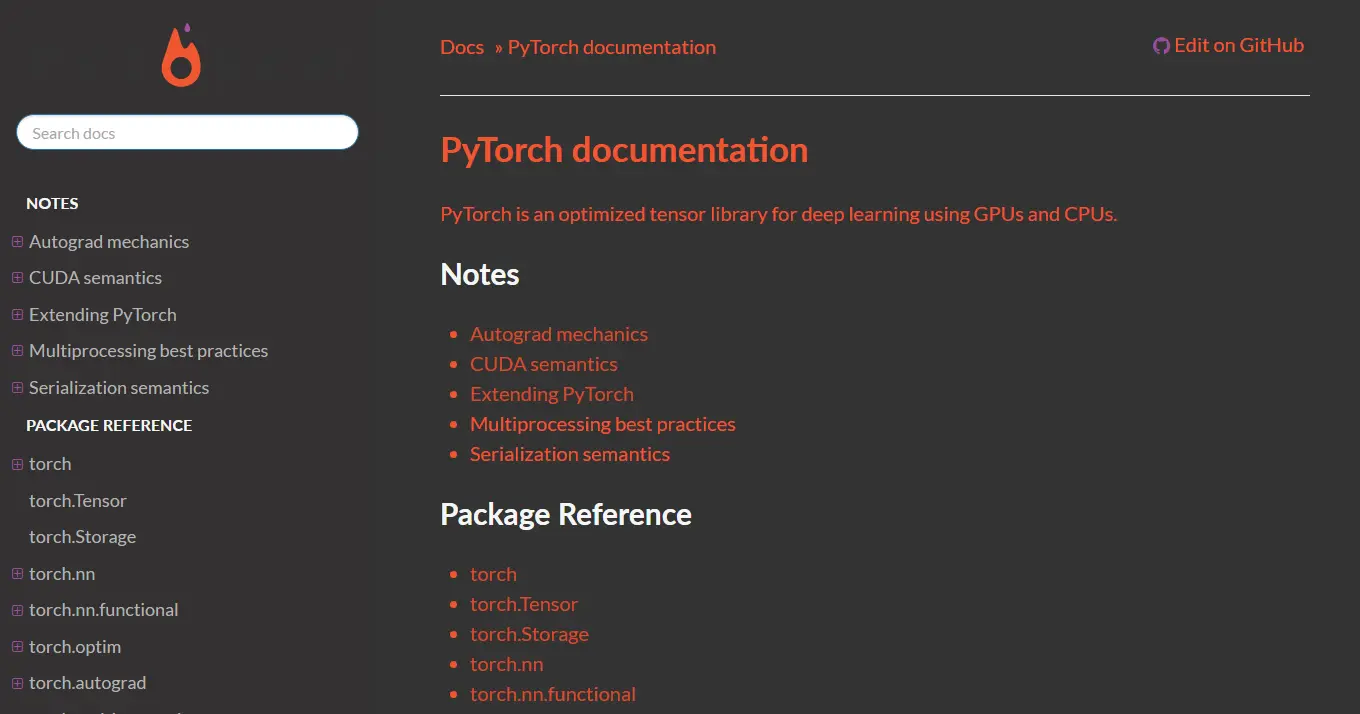 Search docs
NOTES
Autograd mechanics
CUDA semantics
Extending PyTorch
Multiprocessing best practices
Serialization semantics
PACKAGE REFERENCE
torch
torch.Tensor
torch.Storage
torch.nn
torch.nn.functional
torch.optim
torch.autograd
Docs » PyTorch documentation
Edit on GitHub
PyTorch documentation
PyTorch is an optimized tensor library for deep learning using GPUs and CPUs.
Notes
Autograd mechanics
CUDA semantics
Extending PyTorch
Multiprocessing best practices
Serialization semantics
Package Reference
torch
torch.Tensor
torch.Storage
torch.nn
torch.nn.functional